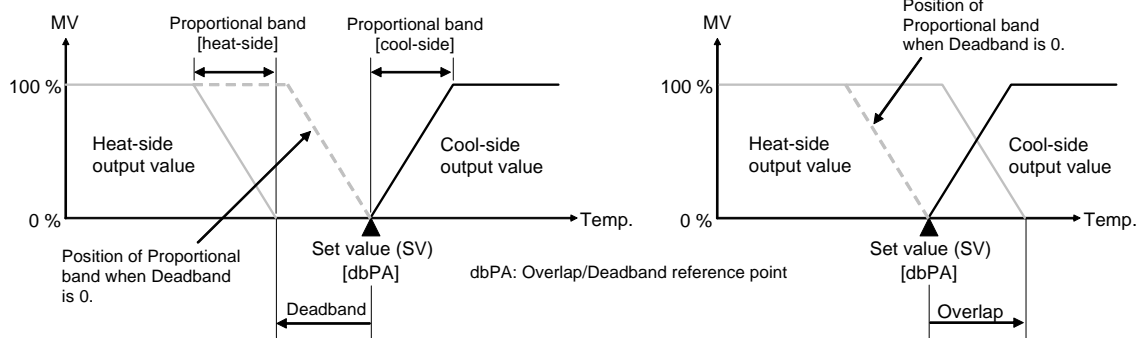 MV
Proportional band
[heat-side]
Proportional band
[cool-side]
100 %
Heat-side
output value
Cool-side
output value
0 %
Temp.
Position of Proportional
band when Deadband
is 0.
Set value (SV)
[dbPA]
Deadband
dbPA: Overlap/Deadband reference point
MV
Position of
Proportional band
when Deadband is 0.
100 %
Heat-side
output value
Cool-side
output value
0 %
Temp.
Set value (SV)
[dbPA]
Overlap